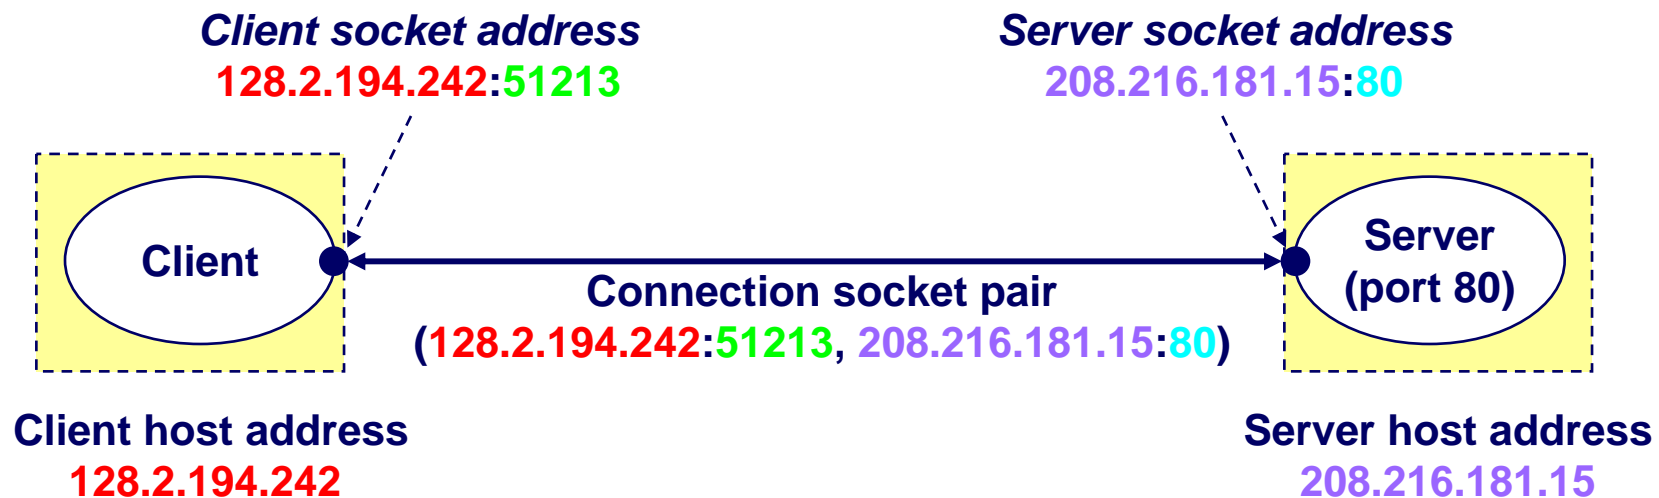 Client socket address
128.2.194.242:51213
Server socket address
208.216.181.15:80
Client
Server
(port 80)
Connection socket pair
(128.2.194.242:51213, 208.216.181.15:80)
Client host address
128.2.194.242
Server host address
208.216.181.15